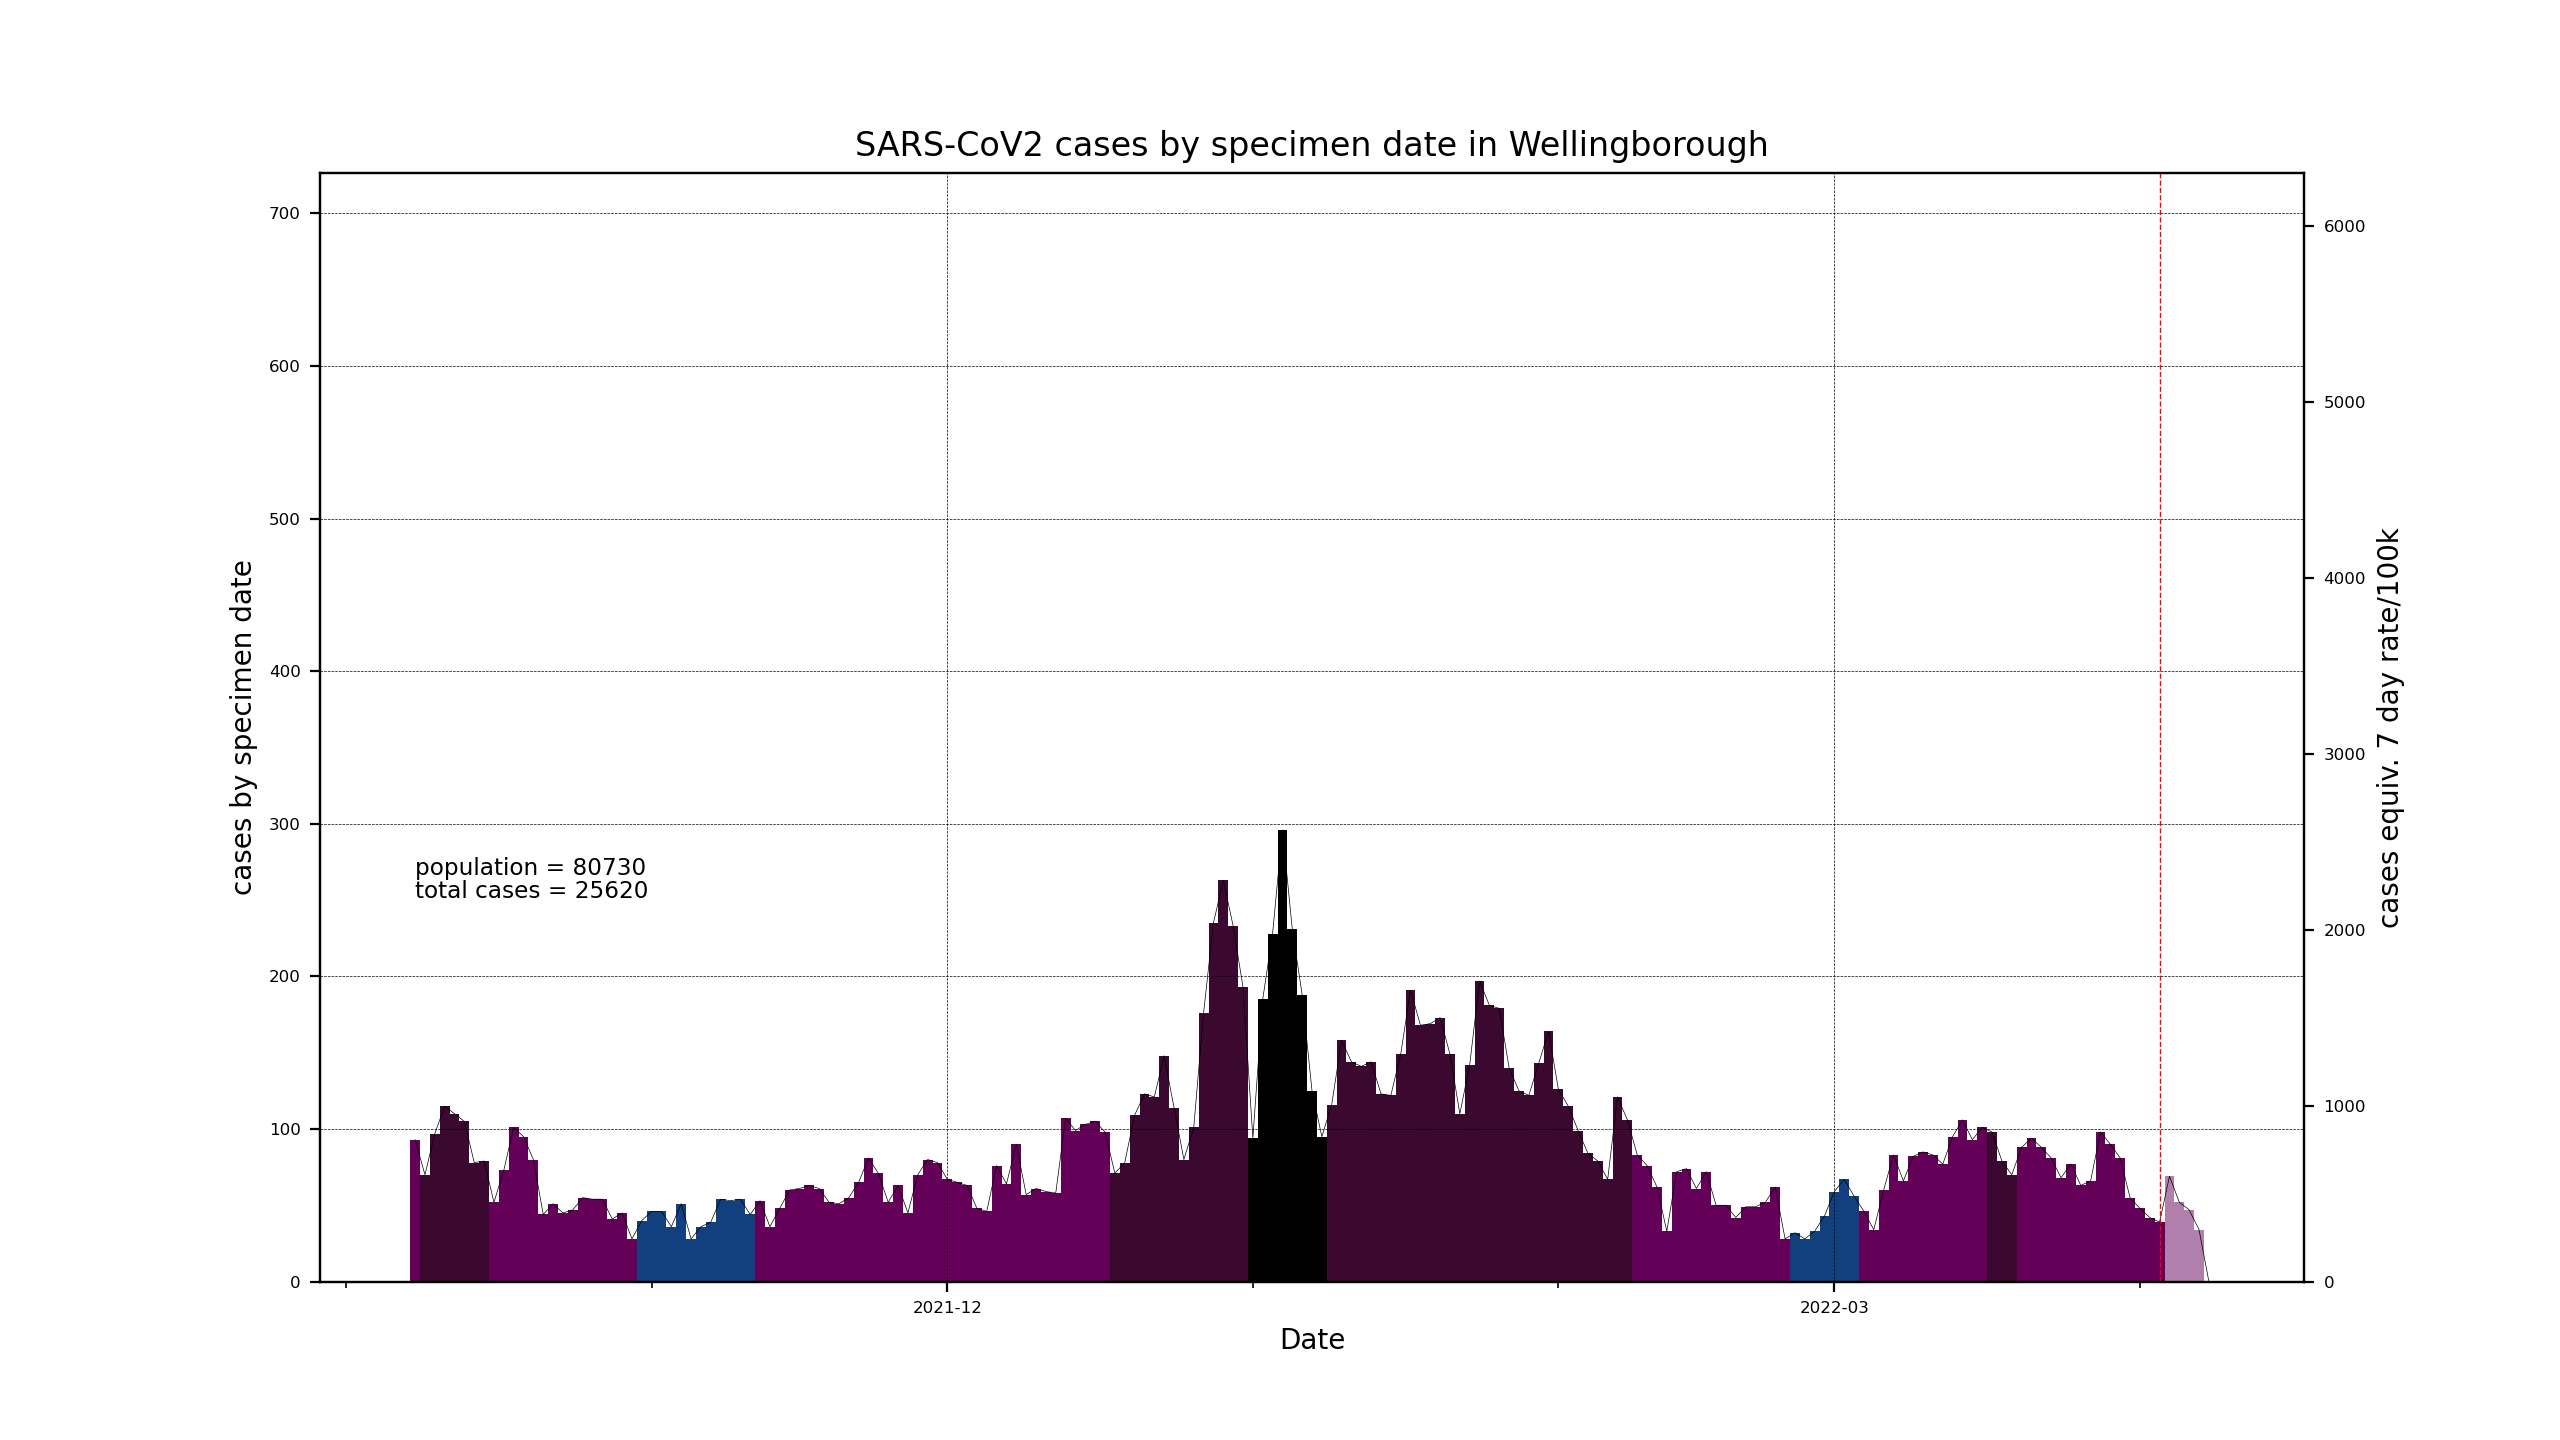 SARS-CoV2 cases by specimen date in Wellingborough
700
600
500
400
300
200
100
0
cases by specimen date
population = 80730
total cases = 25620
6000
5000
4000
3000
2000
1000
0
cases equiv. 7 day rate/100k
2021-12
2022-03
Date